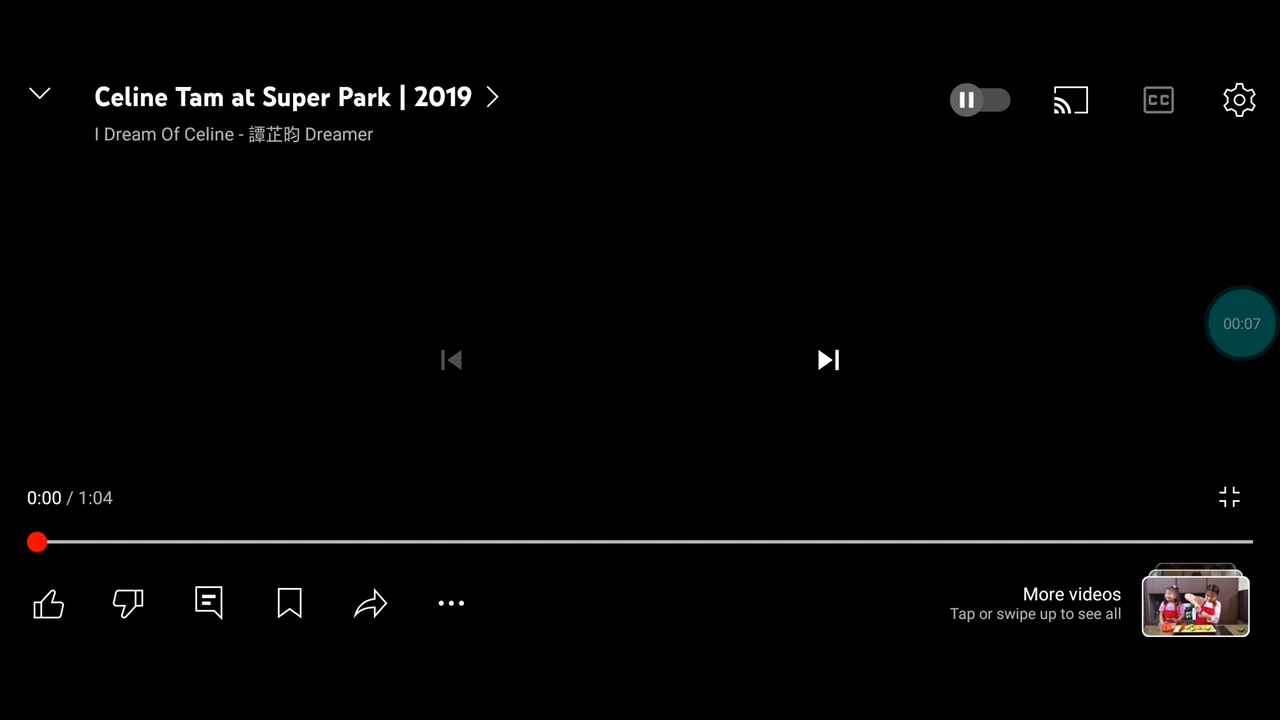 Celine Tam at Super Park | 2019
I Dream Of Celine - 譚芷昀 Dreamer
CC
00:07
0:00 / 1:04
More videos
Tap or swipe up to see all